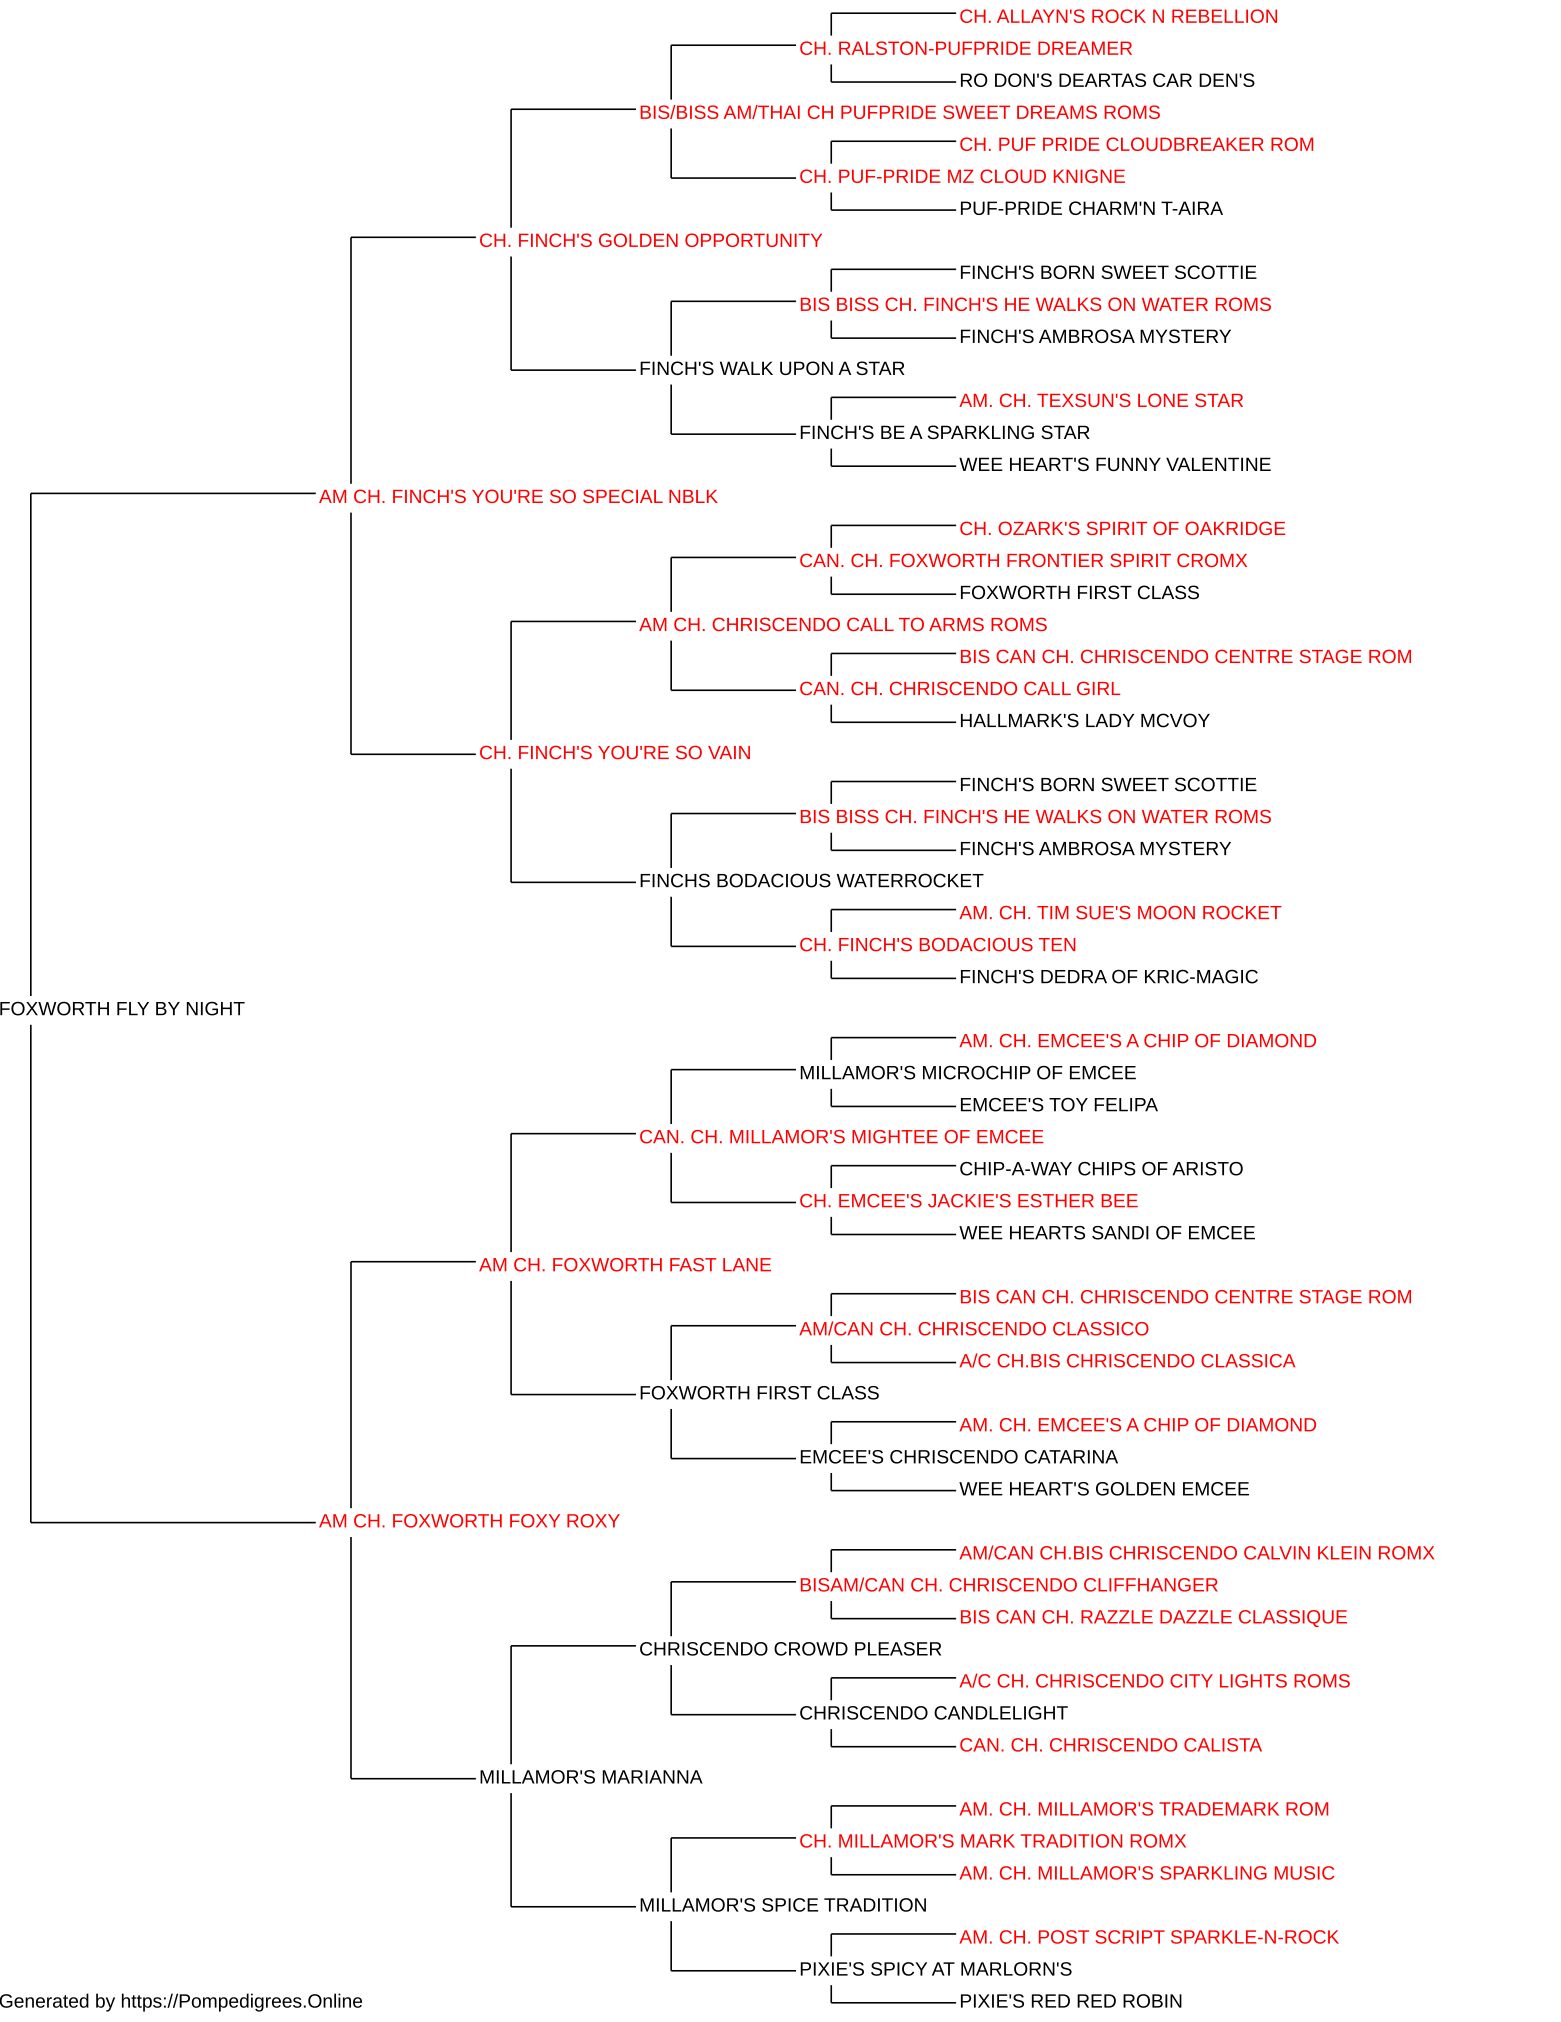 CH. ALLAYN'S ROCK N REBELLION
CH. RALSTON-PUFPRIDE DREAMER
RO DON'S DEARTAS CAR DEN'S
BIS/BISS AM/THAI CH PUFPRIDE SWEET DREAMS ROMS
CH. PUF PRIDE CLOUDBREAKER ROM
CH. PUF-PRIDE MZ CLOUD KNIGNE
PUF-PRIDE CHARM'N T-AIRA
CH. FINCH'S GOLDEN OPPORTUNITY
FINCH'S BORN SWEET SCOTTIE
BIS BISS CH. FINCH'S HE WALKS ON WATER ROMS
FINCH'S AMBROSA MYSTERY
FINCH'S WALK UPON A STAR
AM. CH. TEXSUN'S LONE STAR
FINCH'S BE A SPARKLING STAR
WEE HEART'S FUNNY VALENTINE
AM CH. FINCH'S YOU'RE SO SPECIAL NBLK
CH. OZARK'S SPIRIT OF OAKRIDGE
CAN. CH. FOXWORTH FRONTIER SPIRIT CROMX
FOXWORTH FIRST CLASS
AM CH. CHRISCENDO CALL TO ARMS ROMS
BIS CAN CH. CHRISCENDO CENTRE STAGE ROM
CAN. CH. CHRISCENDO CALL GIRL
HALLMARK'S LADY MCVOY
CH. FINCH'S YOU'RE SO VAIN
FINCH'S BORN SWEET SCOTTIE
BIS BISS CH. FINCH'S HE WALKS ON WATER ROMS
FINCH'S AMBROSA MYSTERY
FINCHS BODACIOUS WATERROCKET
AM. CH. TIM SUE'S MOON ROCKET
CH. FINCH'S BODACIOUS TEN
FINCH'S DEDRA OF KRIC-MAGIC
FOXWORTH FLY BY NIGHT
AM. CH. EMCEE'S A CHIP OF DIAMOND
MILLAMOR'S MICROCHIP OF EMCEE
EMCEE'S TOY FELIPA
CAN. CH. MILLAMOR'S MIGHTEE OF EMCEE
CHIP-A-WAY CHIPS OF ARISTO
CH. EMCEE'S JACKIE'S ESTHER BEE
WEE HEARTS SANDI OF EMCEE
AM CH. FOXWORTH FAST LANE
BIS CAN CH. CHRISCENDO CENTRE STAGE ROM
AM/CAN CH. CHRISCENDO CLASSICO
A/C CH.BIS CHRISCENDO CLASSICA
FOXWORTH FIRST CLASS
AM. CH. EMCEE'S A CHIP OF DIAMOND
EMCEE'S CHRISCENDO CATARINA
WEE HEART'S GOLDEN EMCEE
AM CH. FOXWORTH FOXY ROXY
AM/CAN CH.BIS CHRISCENDO CALVIN KLEIN ROMX
BISAM/CAN CH. CHRISCENDO CLIFFHANGER
BIS CAN CH. RAZZLE DAZZLE CLASSIQUE
CHRISCENDO CROWD PLEASER
A/C CH. CHRISCENDO CITY LIGHTS ROMS
CHRISCENDO CANDLELIGHT
CAN. CH. CHRISCENDO CALISTA
MILLAMOR'S MARIANNA
AM. CH. MILLAMOR'S TRADEMARK ROM
CH. MILLAMOR'S MARK TRADITION ROMX
AM. CH. MILLAMOR'S SPARKLING MUSIC
MILLAMOR'S SPICE TRADITION
AM. CH. POST SCRIPT SPARKLE-N-ROCK
PIXIE'S SPICY AT MARLORN'S
PIXIE'S RED RED ROBIN
Generated by https://Pompedigrees.Online